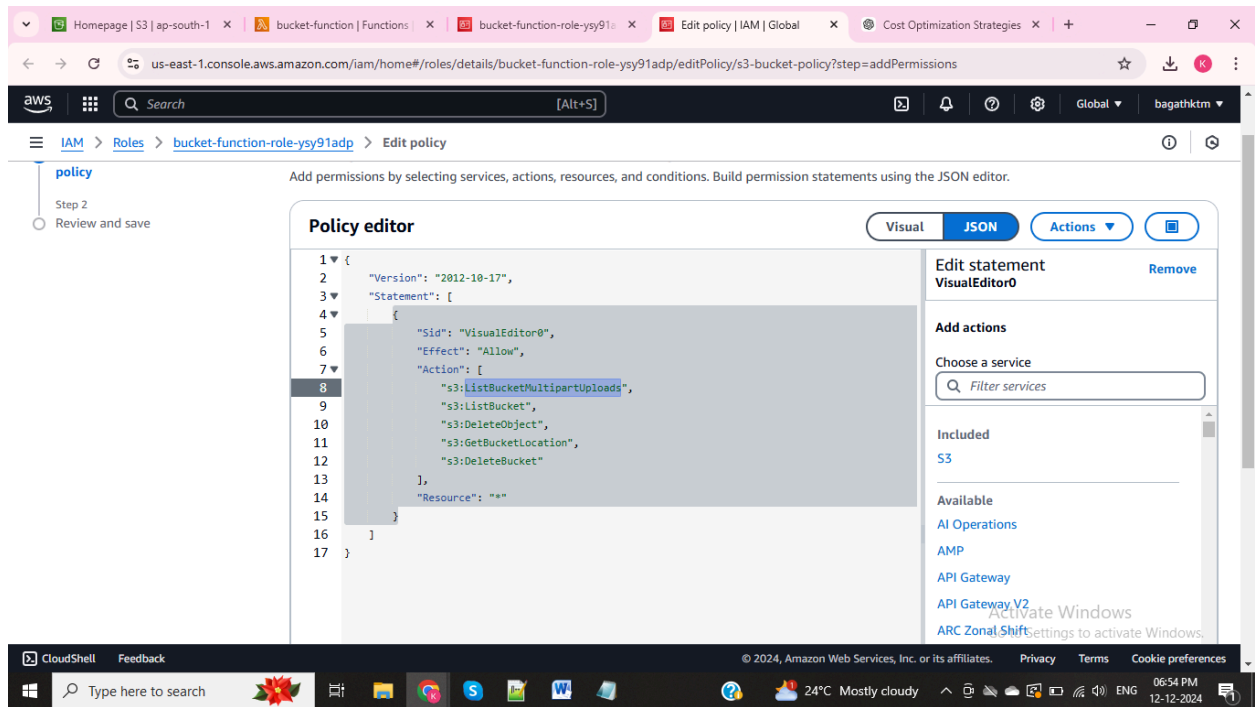 Homepage | S3 | ap-south-1
bucket-function | Functions
bucket-function-role-ysy91a
Edit policy | IAM | Global
Cost Optimization Strategies
us-east-1.console.aws.amazon.com/iam/home#/roles/details/bucket-function-role-ysy91adp/editPolicy/s3-bucket-policy?step=addPermissions
K
aws
Search
[Alt+S]
Global
bagathktm
IAM > Roles > bucket-function-role-ysy91adp > Edit policy
policy
Step 2
Review and save
Add permissions by selecting services, actions, resources, and conditions. Build permission statements using the JSON editor.
Policy editor
Visual
JSON
Actions
1 {
2 "Version": "2012-10-17",
3 "Statement": [
4 {
5 "Sid": "VisualEditor0",
6 "Effect": "Allow",
7 "Action": [
8 "s3:ListBucketMultipartUploads",
9 "s3:ListBucket",
10 "s3:DeleteObject",
11 "s3:GetBucketLocation",
12 "s3:DeleteBucket"
13 ],
14 "Resource": "*"
15 }
16 ]
17 }
Edit statement
Remove
VisualEditor0
Add actions
Choose a service
Filter services
Included
S3
Available
AI Operations
AMP
API Gateway
API Gateway V2
ARC Zonal Shift
Activate Windows
Go to Settings to activate Windows.
CloudShell
Feedback
© 2024, Amazon Web Services, Inc. or its affiliates.
Privacy
Terms
Cookie preferences
Type here to search
24°C Mostly cloudy
ENG
06:54 PM
12-12-2024